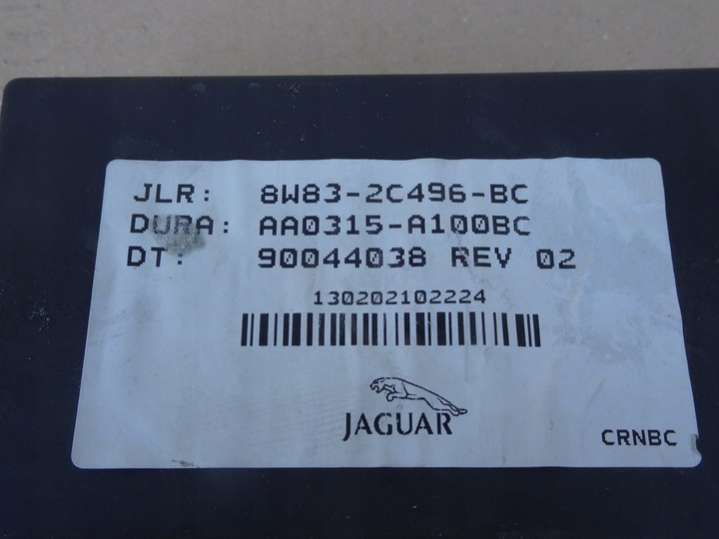 JLR: 8W83-2C496-BC
DURA: AA0315-A100BC
DT: 90044038 REV 02
130202102224
JAGUAR
CRNBC